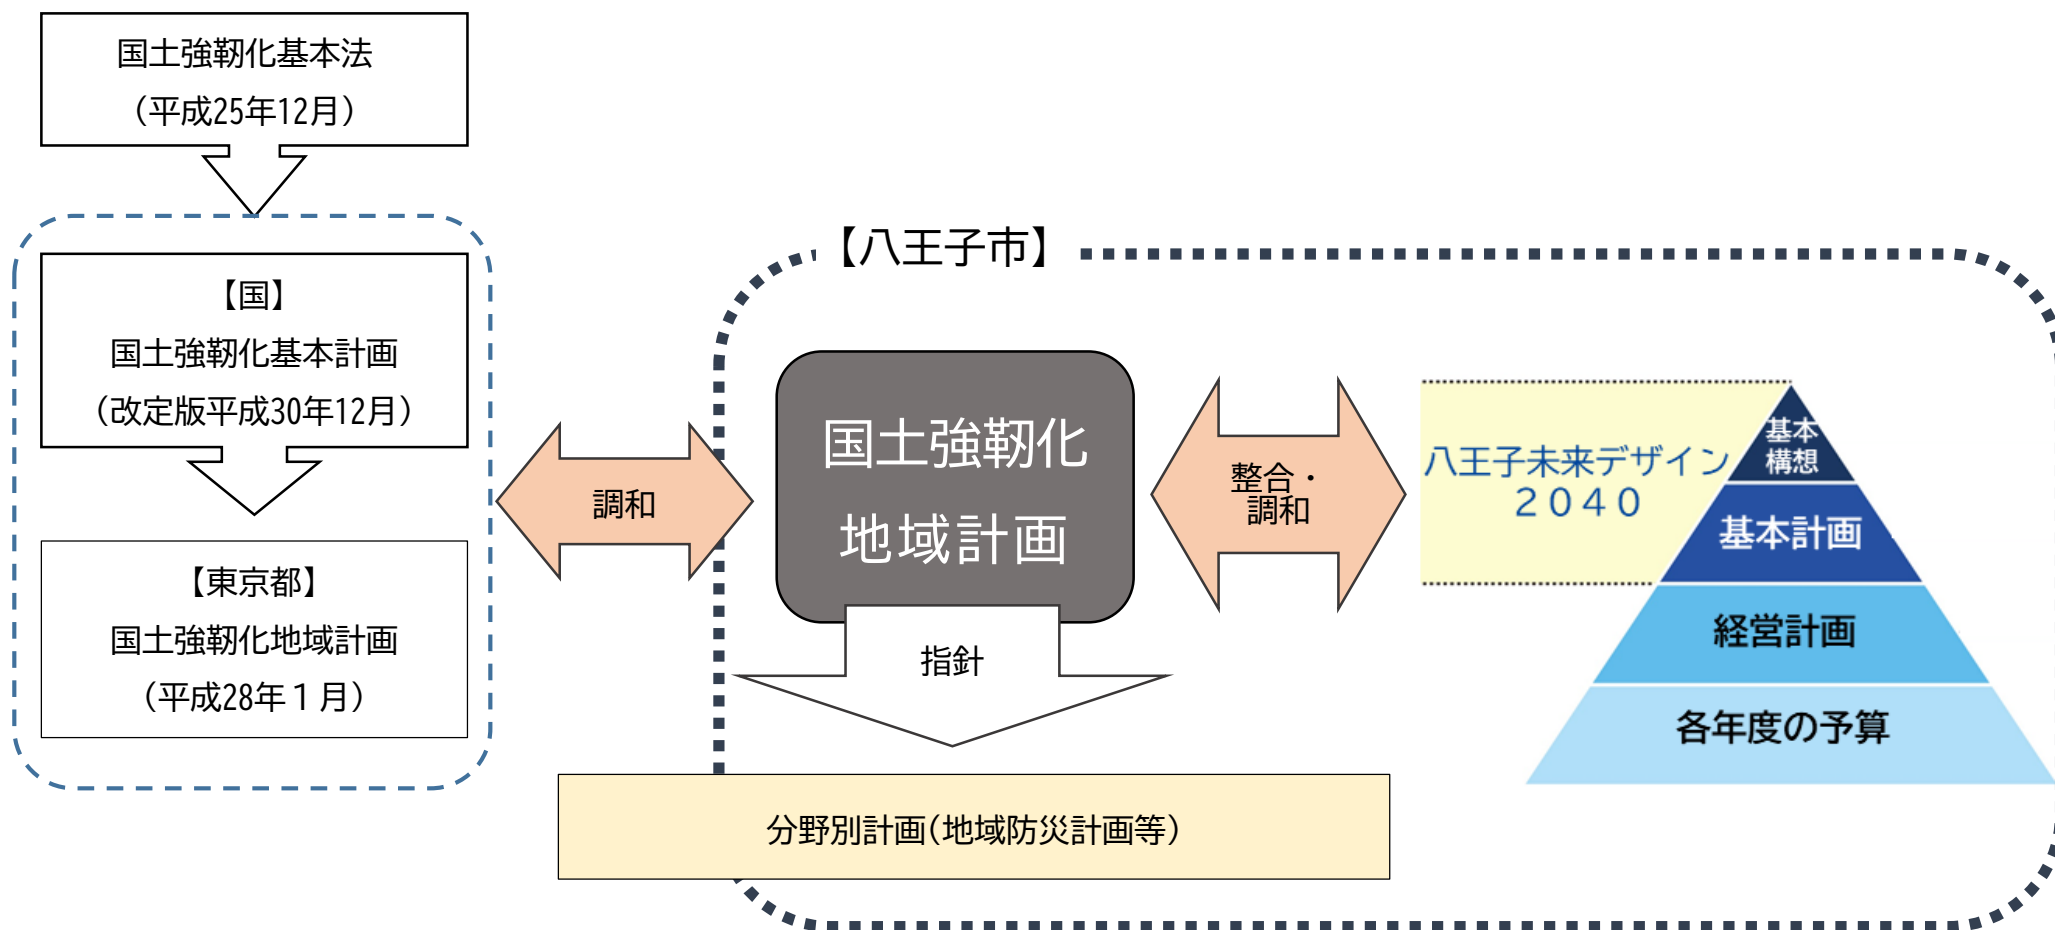 国土強靭化基本法
（平成25年12月）
【国】
国土強靭化基本計画
（改定版平成30年12月）
【東京都】
国土強靭化地域計画
（平成28年１月）
調和
【八王子市】
国土強靭化
地域計画
指針
整合・
調和
八王子未来デザイン
２０４０
基本
構想
基本計画
経営計画
各年度の予算
分野別計画(地域防災計画等)